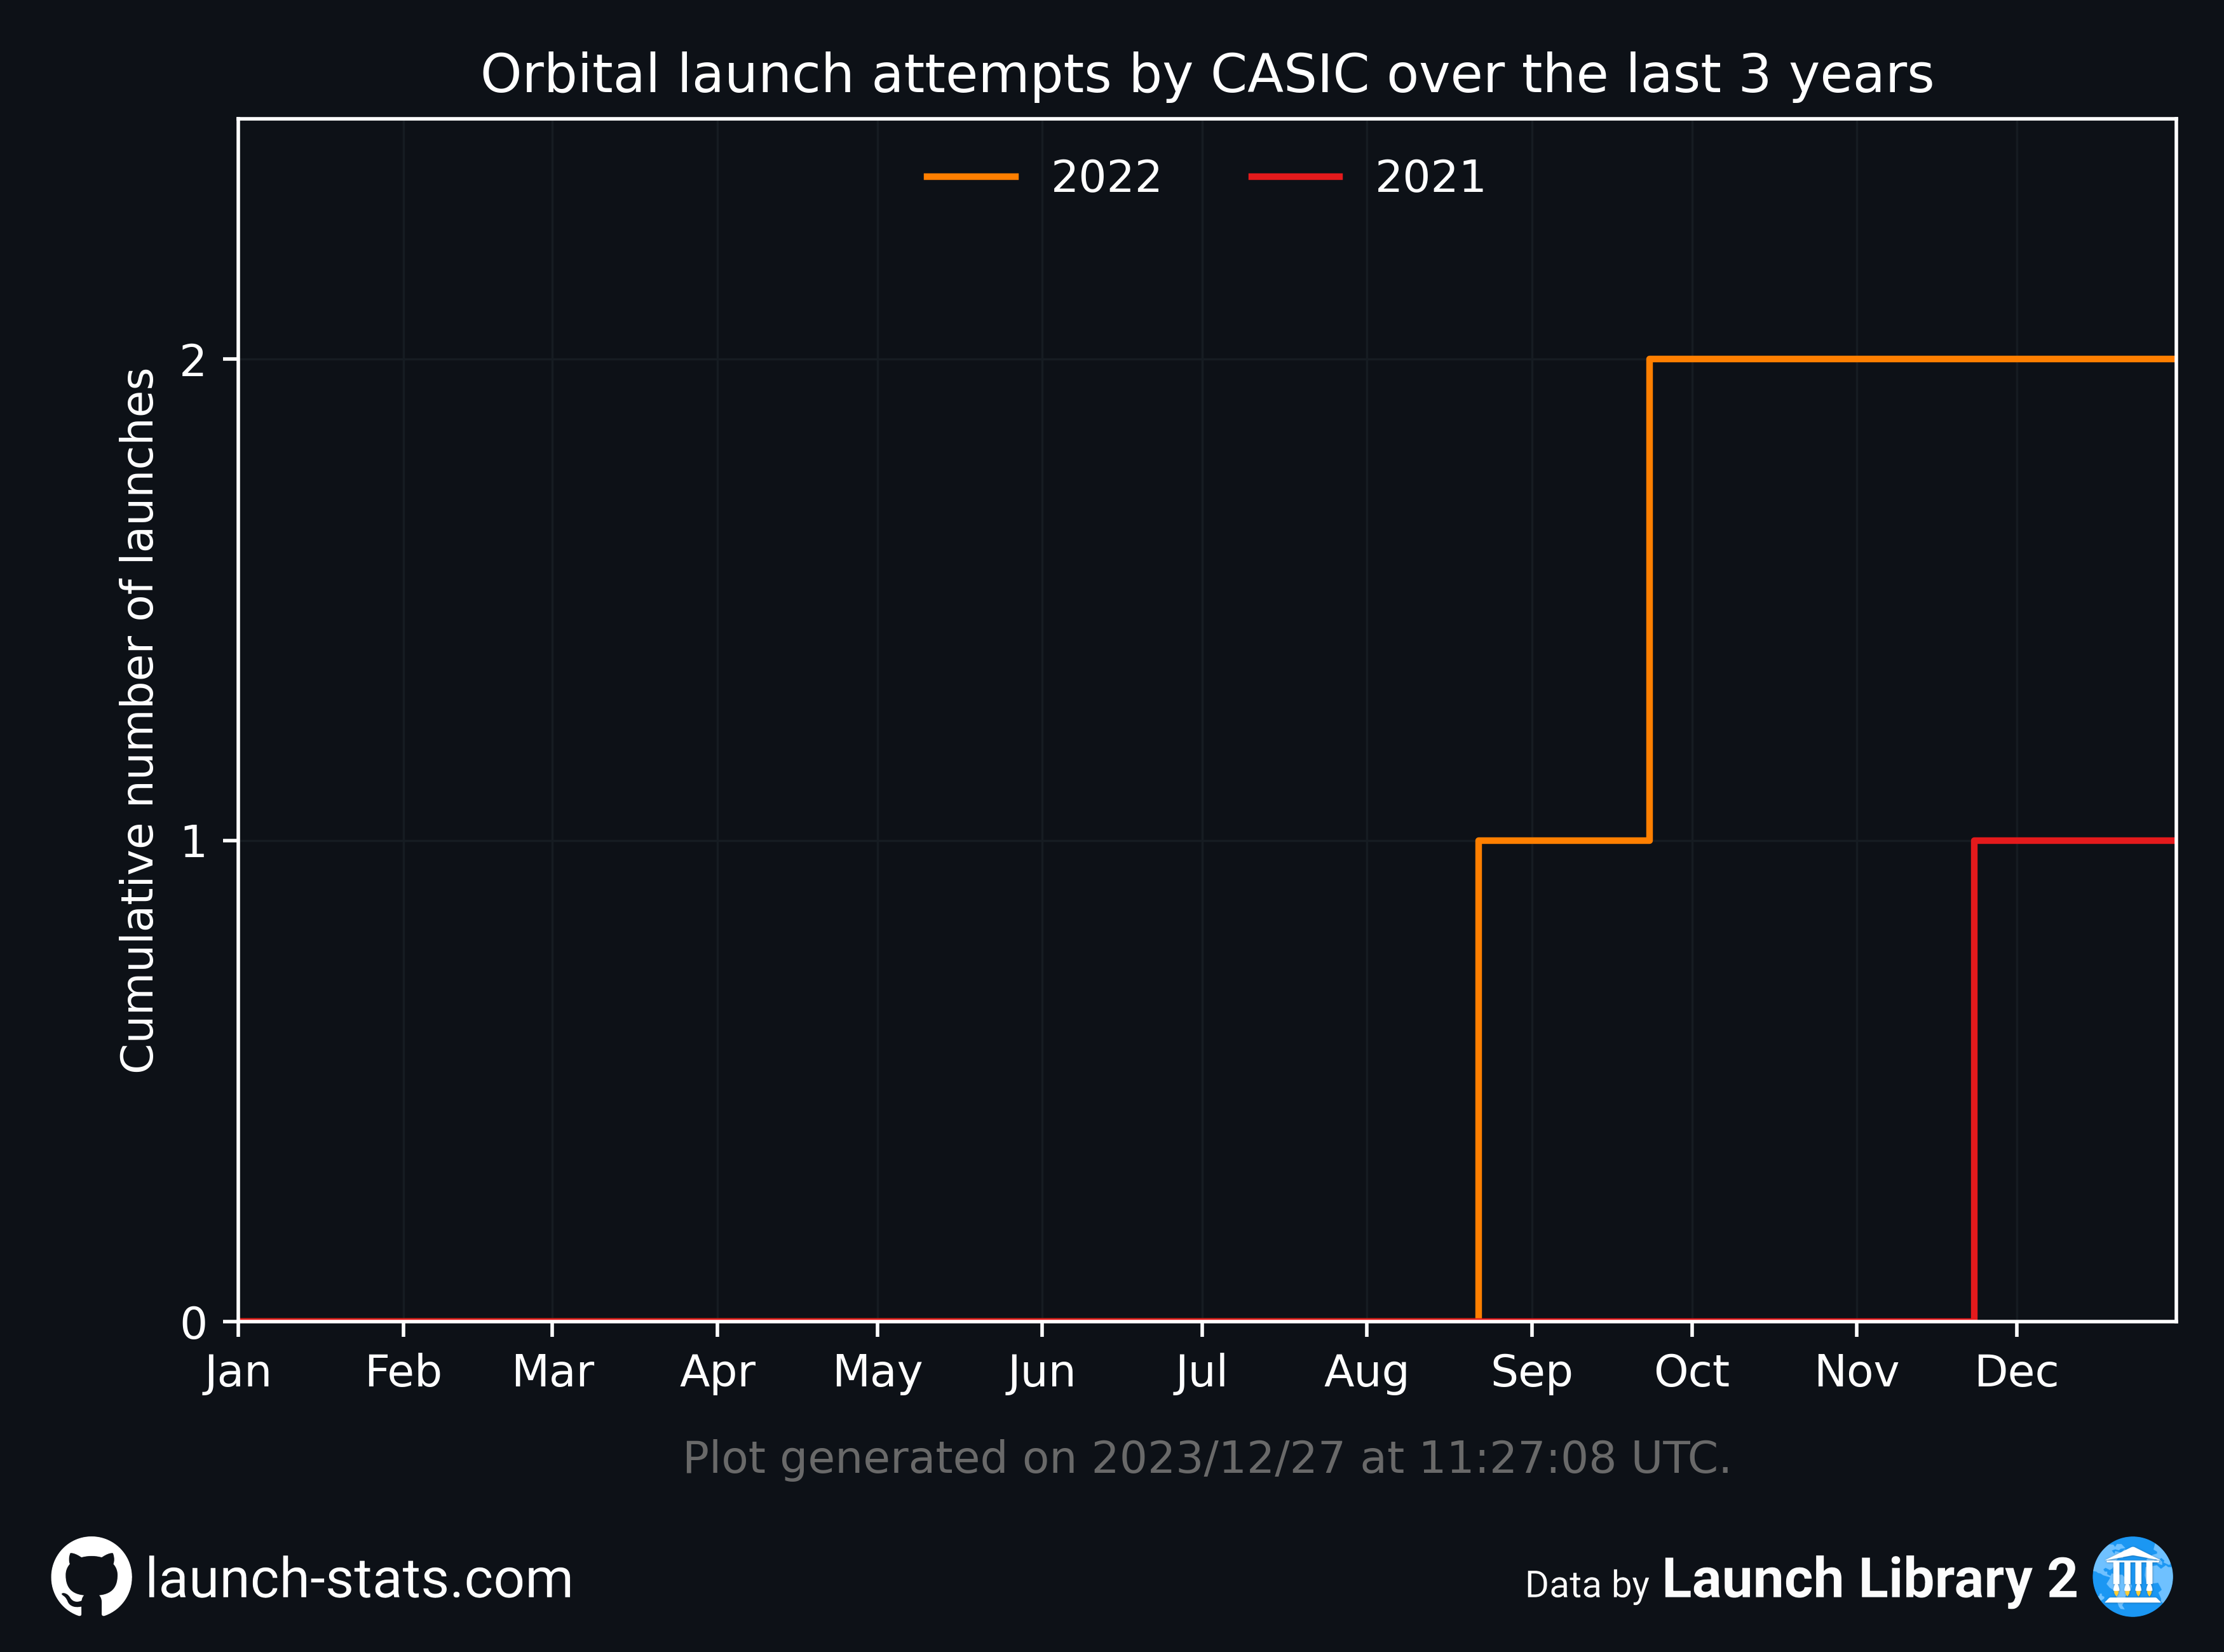 Orbital launch attempts by CASIC over the last 3 years
2022 2021
Cumulative number of launches
2
1
0
Jan Feb Mar Apr May Jun Jul Aug Sep Oct Nov Dec
Plot generated on 2023/12/27 at 11:27:08 UTC.
launch-stats.com
Data by Launch Library 2